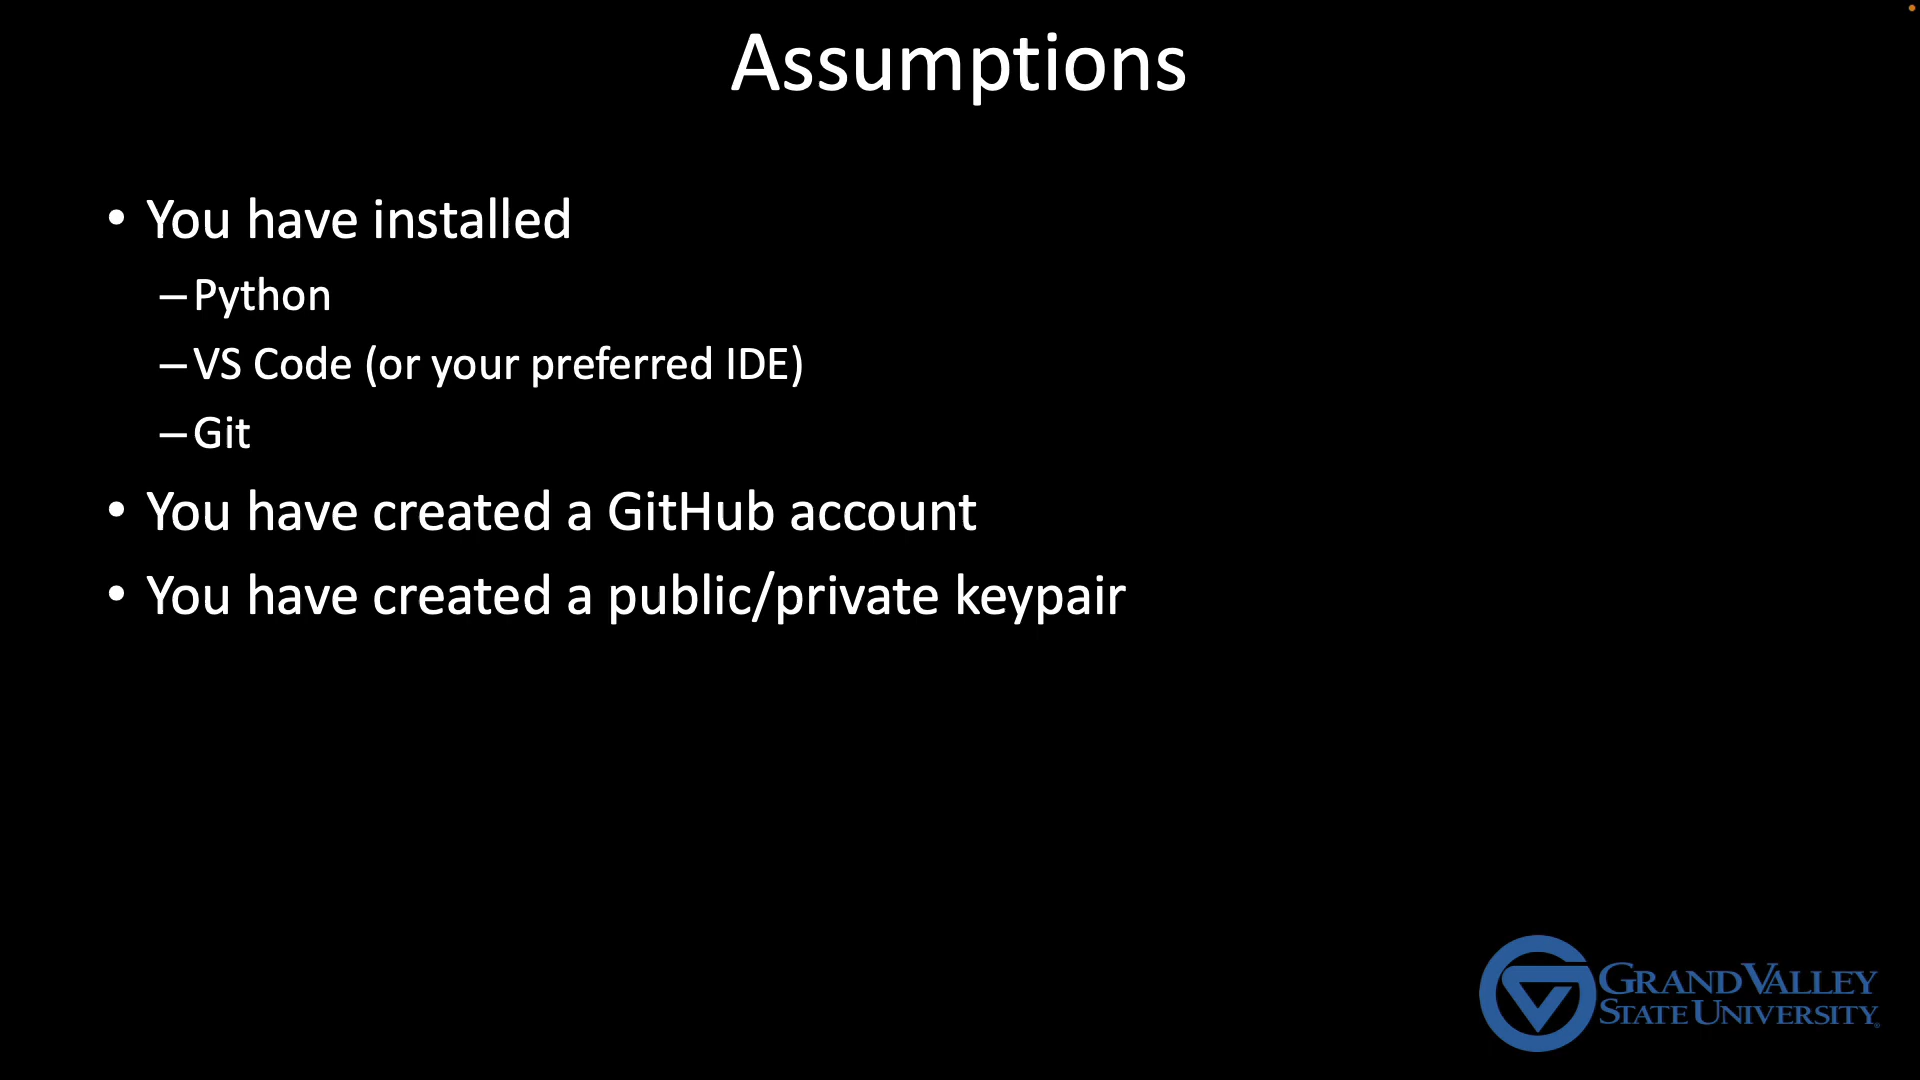 Assumptions
• You have installed
–Python
–VS Code (or your preferred IDE)
–Git
• You have created a GitHub account
• You have created a public/private keypair
GRAND VALLEY
STATE UNIVERSITY®